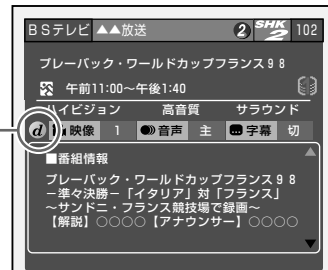 BSテレビ ▲▲放送 2 SHK 2 102
プレーバック・ワールドカップフランス98
午前11:00〜午後1:40
ハイビジョン 高音質 サラウンド
d 映像 1 音声 主 字幕 切
■番組情報
プレーバック・ワールドカップフランス98
−準々決勝−「イタリア」対「フランス」
〜サンドニ・フランス競技場で録画〜
【解説】○○○○【アナウンサー】○○○○